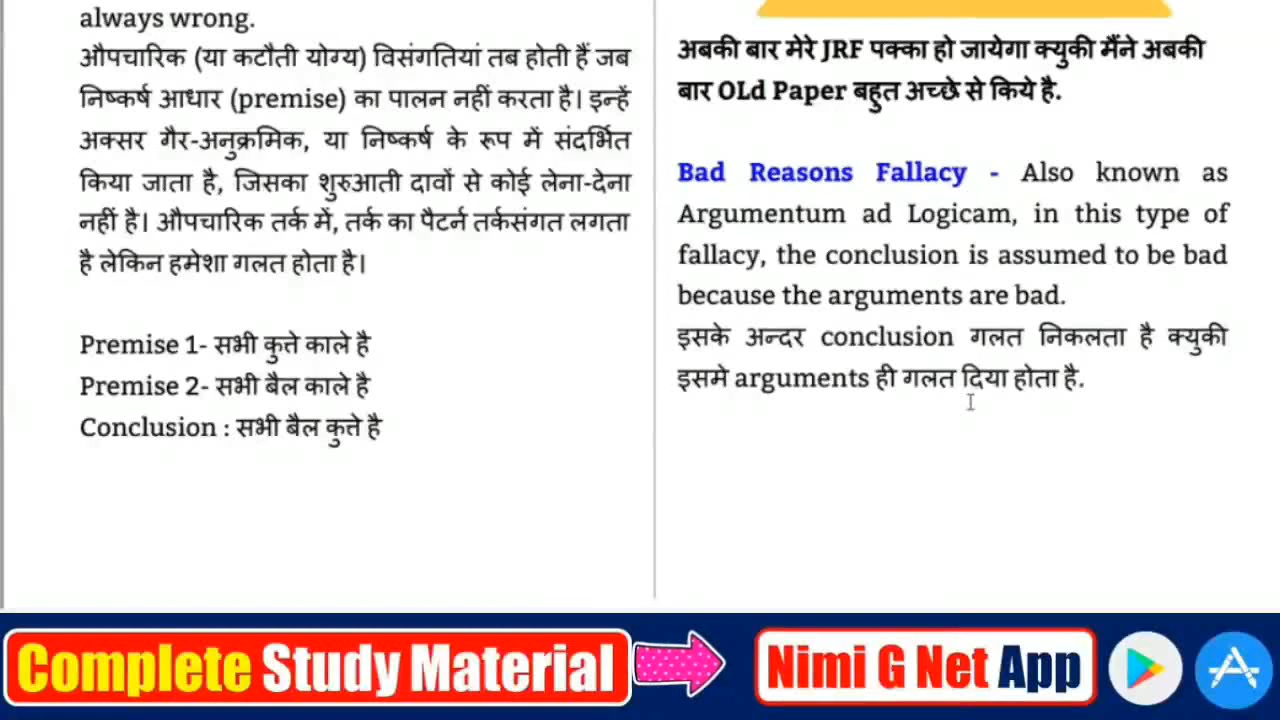 always wrong.
औपचारिक (या कटौती योग्य) विसंगतियां तब होती हैं जब
निष्कर्ष आधार (premise) का पालन नहीं करता है। इन्हें
अक्सर गैर-अनुक्रमिक, या निष्कर्ष के रूप में संदर्भित
किया जाता है, जिसका शुरुआती दावों से कोई लेना-देना
नहीं है। औपचारिक तर्क में, तर्क का पैटर्न तर्कसंगत लगता
है लेकिन हमेशा गलत होता है।
Premise 1- सभी कुत्ते काले है
Premise 2- सभी बैल काले है
Conclusion : सभी बैल कुत्ते है
अबकी बार मेरे JRF पक्का हो जायेगा क्युकी मैंने अबकी
बार OLd Paper बहुत अच्छे से किये है.
Bad Reasons Fallacy - Also known as
Argumentum ad Logicam, in this type of
fallacy, the conclusion is assumed to be bad
because the arguments are bad.
इसके अन्दर conclusion गलत निकलता है क्युकी
इसमे arguments ही गलत दिया होता है.
Complete Study Material
Nimi G Net App